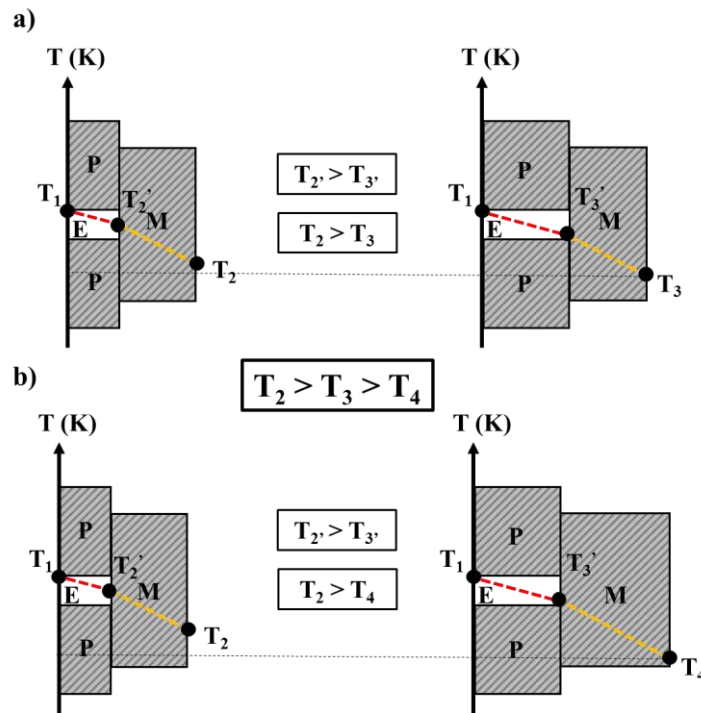 a)
T (K)
T (K)
P
P
T₁
T₂'
T₂' > T₃'
T₁
T₃'
E
M
T₂ > T₃
E
M
P
T₂
P
T₃
b)
T₂ > T₃ > T₄
T (K)
T (K)
P
P
T₂' > T₃'
T₁
T₂'
T₁
T₃'
E
M
T₂ > T₄
E
M
P
T₂
P
T₄